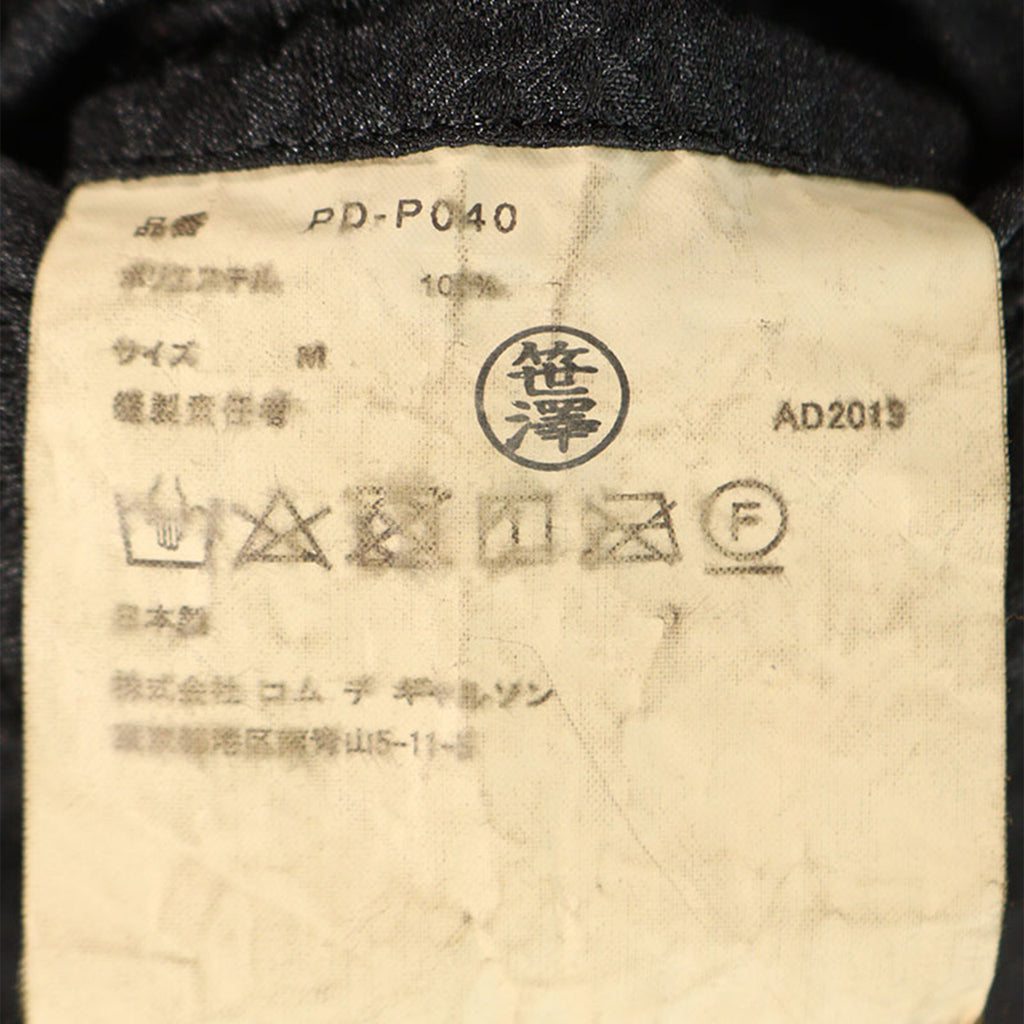 品番 PD-P040
ポリエステル 100%
サイズ M
縫製責任者 笹澤 AD2013
F
日本製
株式会社 コム デ ギャルソン
東京都港区南青山5-11-5